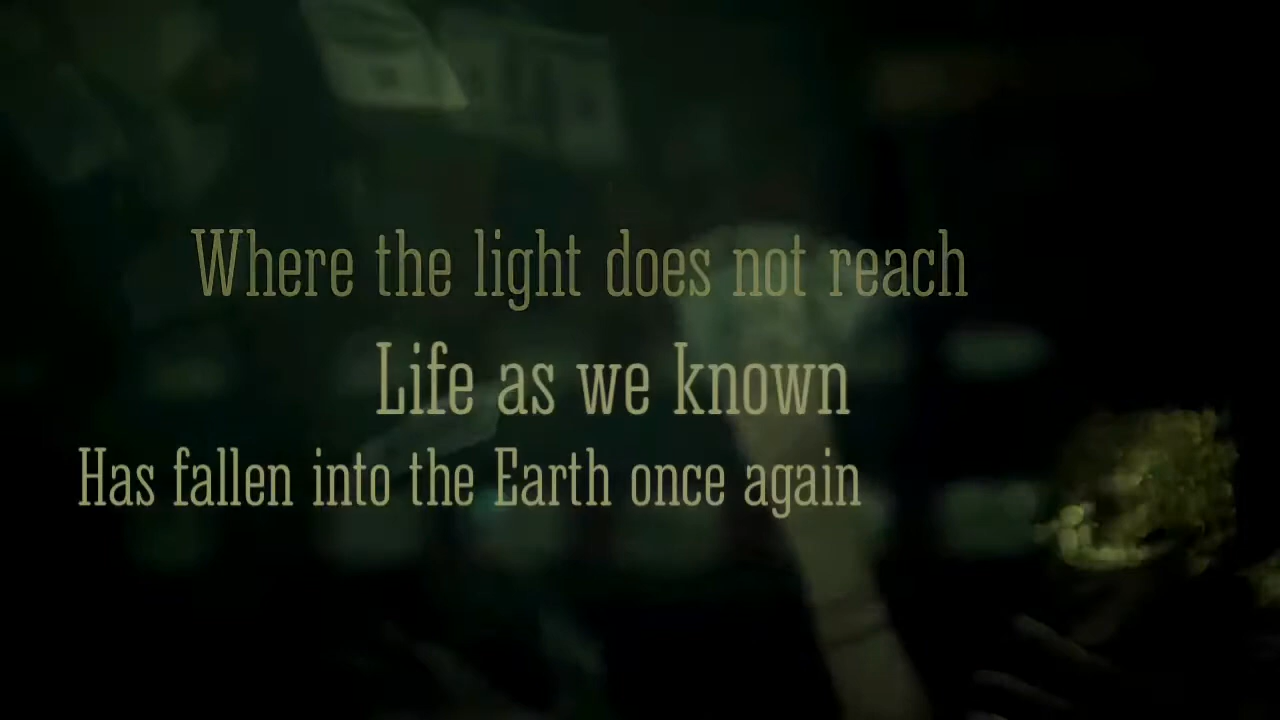 Where the light does not reach
Life as we known
Has fallen into the Earth once again